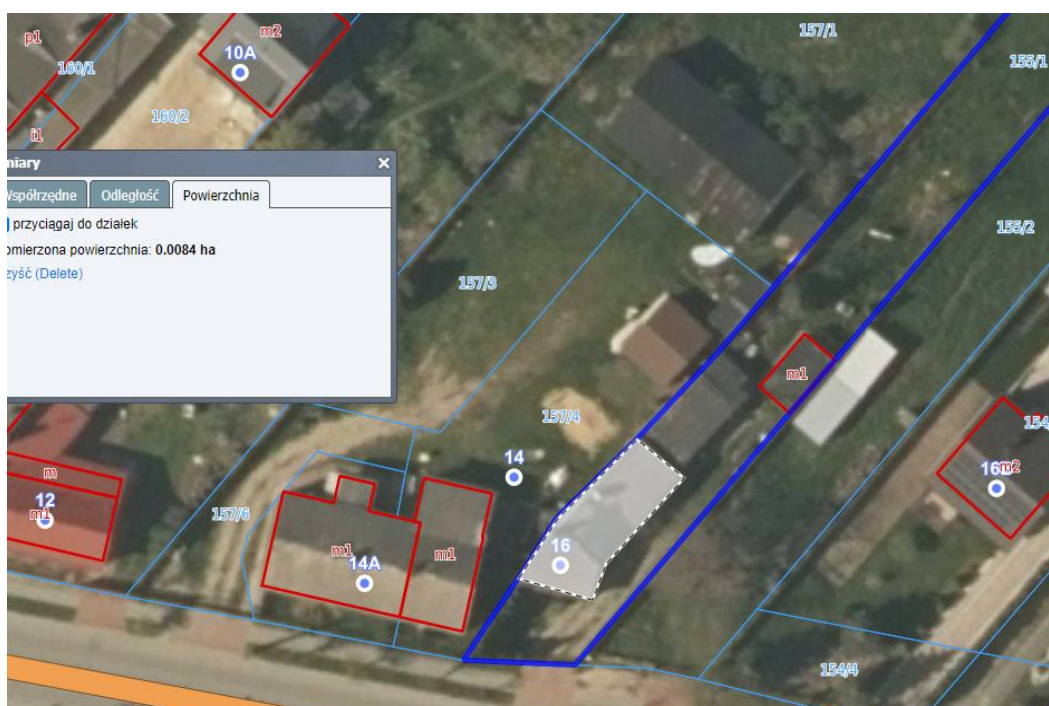 p1
m2
10A
157/1
155/1
160/1
160/2
i1
miary
Współrzędne
Odległość
Powierzchnia
przyciągaj do działek
omierzona powierzchnia: 0.0084 ha
zyść (Delete)
155/2
157/3
m1
157/4
154
m
12
m1
14
16
m2
157/6
m1
14A
m1
16
154/4